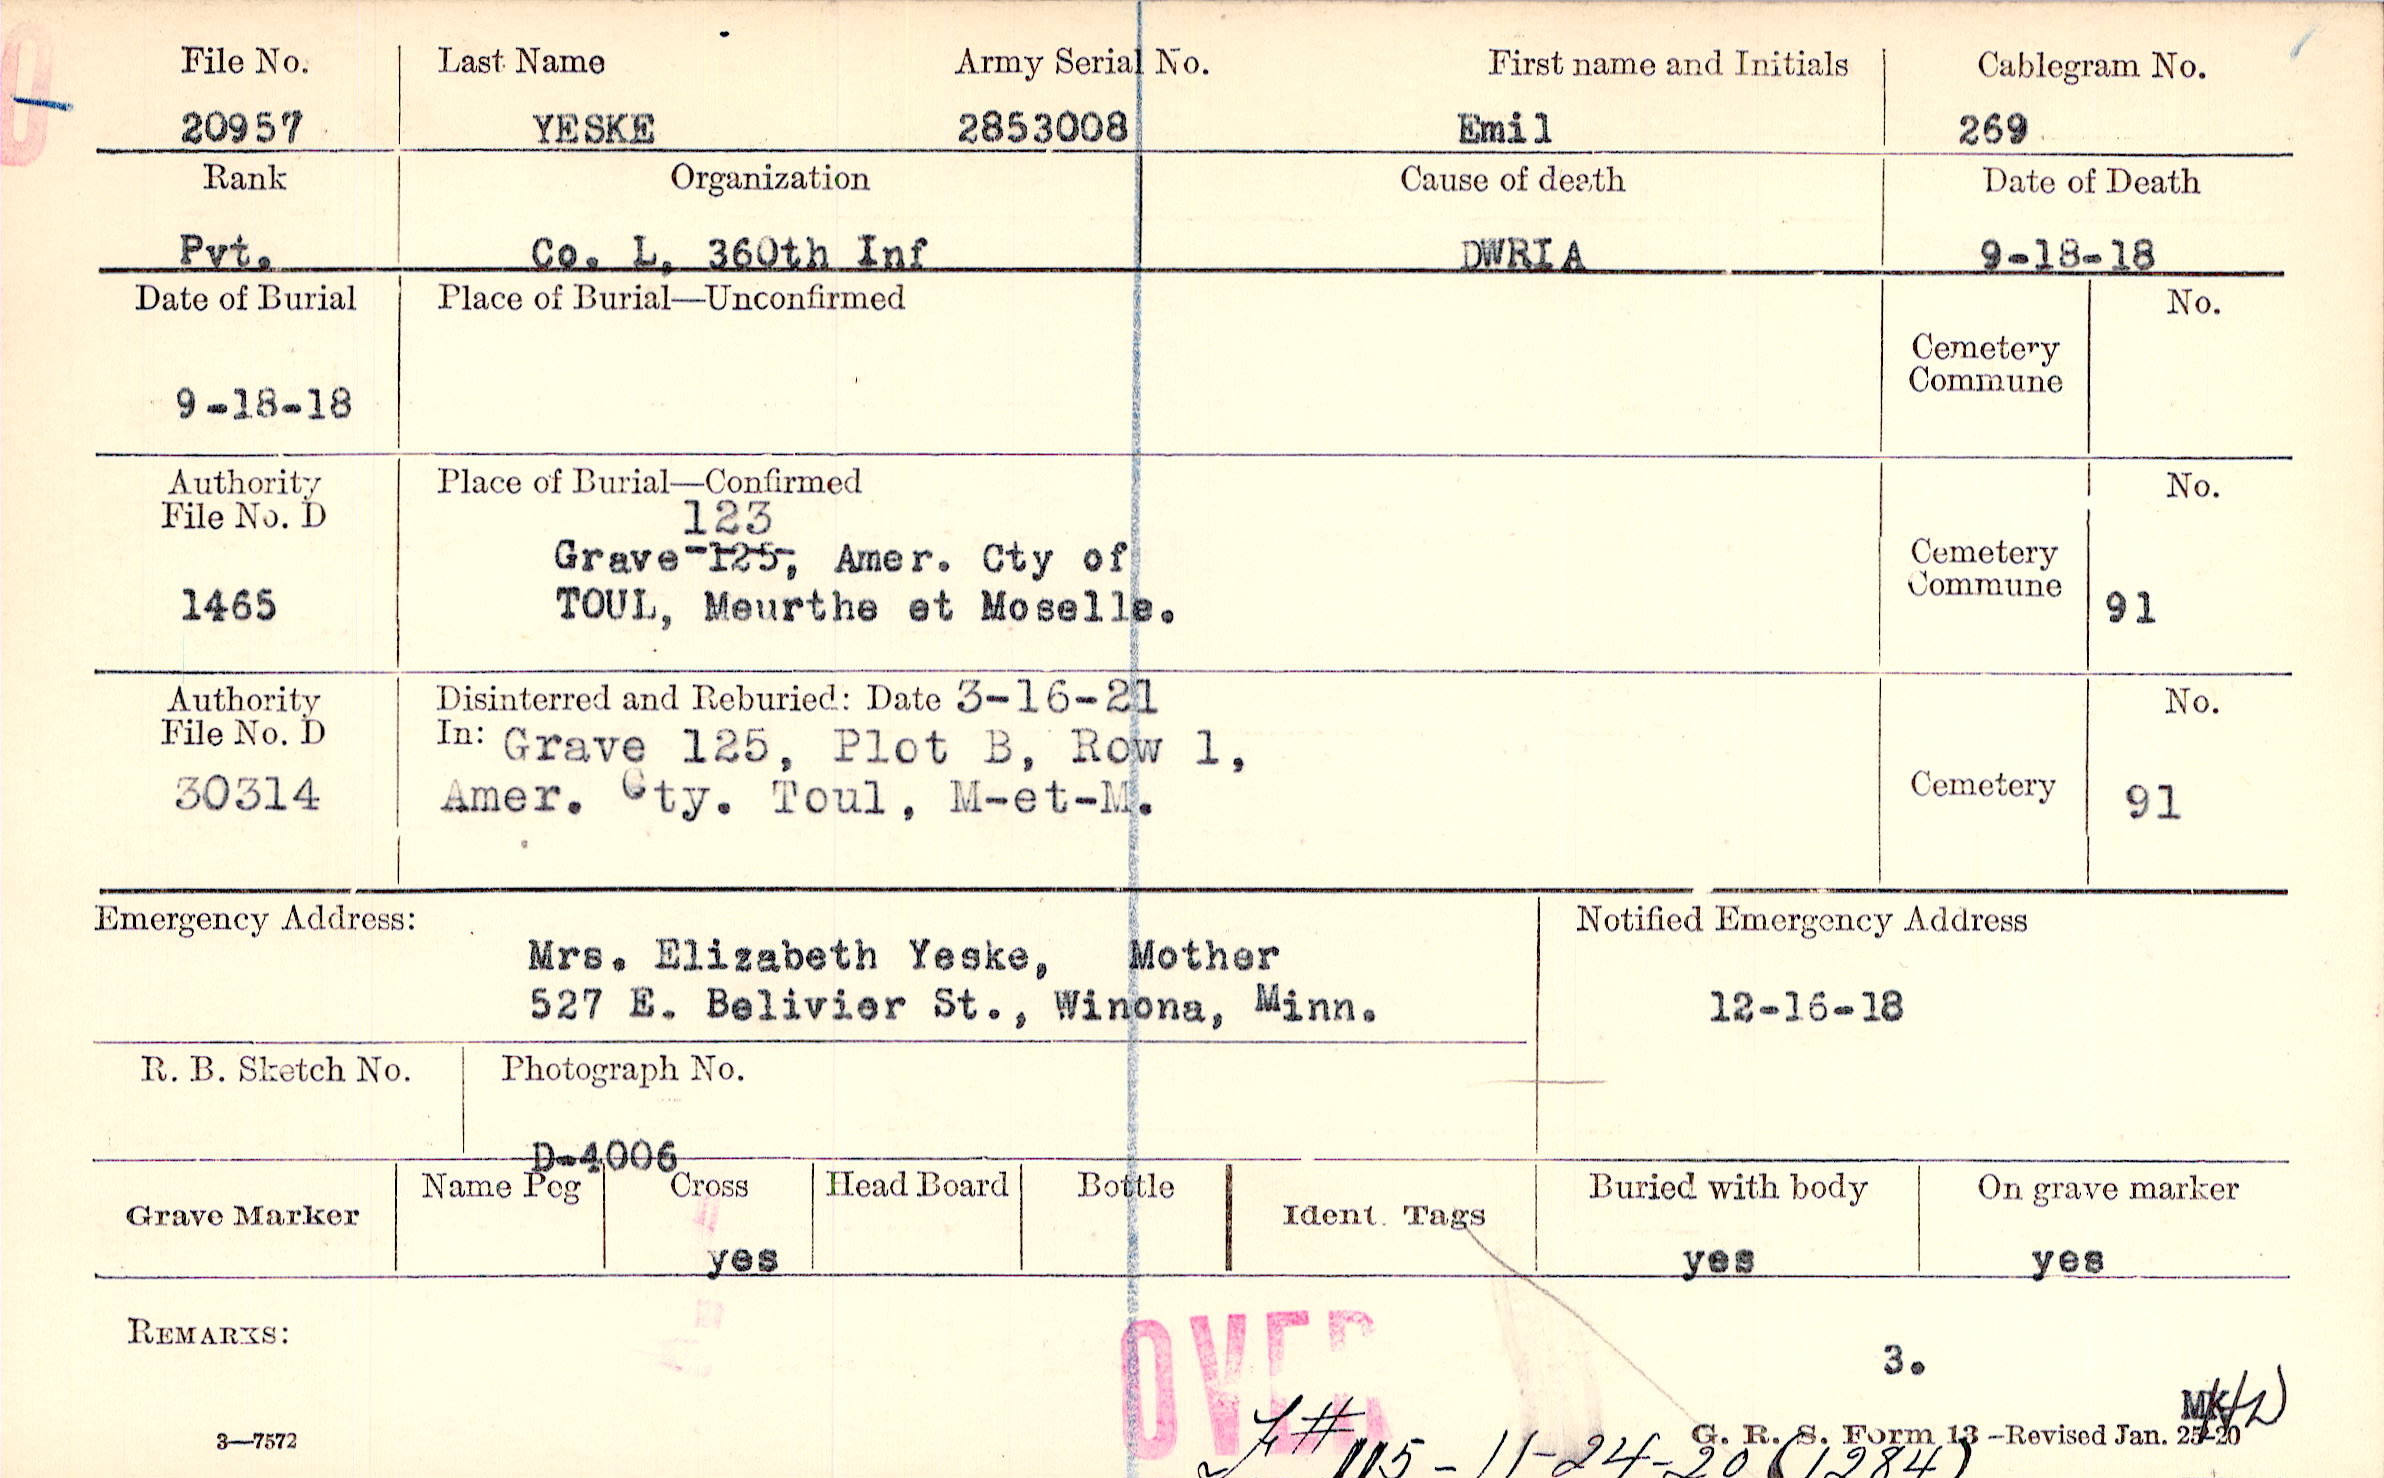 File No. Last Name Army Serial No. First name and Initials Cablegram No.
20957 YESKE 2853008 Emil 269
Rank Organization Cause of death Date of Death
Pvt. Co. L, 360th Inf DWRIA 9-18-18
Date of Burial Place of Burial—Unconfirmed No.
Cemetery
Commune
9-18-18
Authority Place of Burial—Confirmed No.
File No. D 123
Grave 125, Amer. Cty of Cemetery
1465 TOUL, Meurthe et Moselle. Commune 91
Authority Disinterred and Reburied: Date 3-16-21 No.
File No. D In: Grave 125, Plot B, Row 1,
30314 Amer. Cty. Toul, M-et-M. Cemetery 91
Emergency Address: Notified Emergency Address
Mrs. Elizabeth Yeske, Mother
527 E. Belivier St., Winona, Minn. 12-16-18
R. B. Sketch No. Photograph No.
D-4006
Grave Marker Name Peg Cross Head Board Bottle Ident. Tags Buried with body On grave marker
yes yes yes
REMARKS:
OVER
3.
3—7572 G. R. S. Form 13—Revised Jan. 25-20
115-11-24-20 (1284)